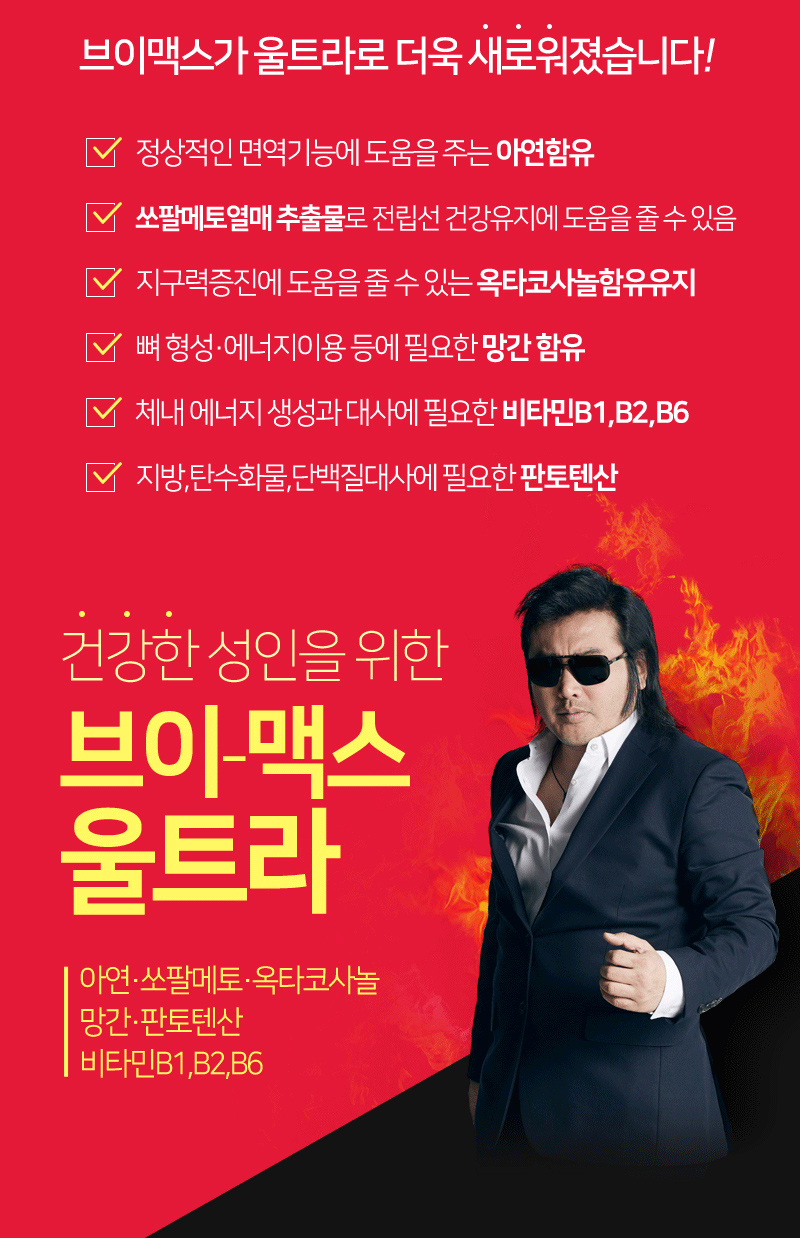 브이맥스가 울트라로 더욱 새로워졌습니다!
정상적인 면역기능에 도움을 주는 아연함유
쏘팔메토열매 추출물로 전립선 건강유지에 도움을 줄 수 있음
지구력증진에 도움을 줄 수 있는 옥타코사놀함유유지
뼈 형성·에너지이용 등에 필요한 망간 함유
체내 에너지 생성과 대사에 필요한 비타민B1,B2,B6
지방,탄수화물,단백질대사에 필요한 판토텐산
건강한 성인을 위한
브이-맥스
울트라
아연·쏘팔메토·옥타코사놀
망간·판토텐산
비타민B1,B2,B6